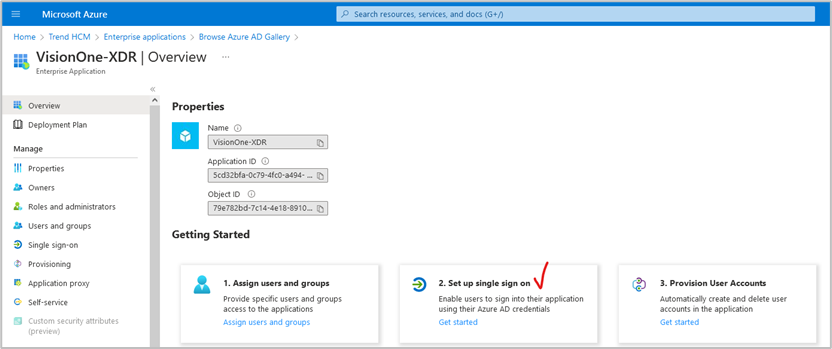 Microsoft Azure
Search resources, services, and docs (G+/)
Home > Trend HCM > Enterprise applications > Browse Azure AD Gallery >
VisionOne-XDR | Overview ...
Enterprise Application
Overview
Deployment Plan
Manage
Properties
Owners
Roles and administrators
Users and groups
Single sign-on
Provisioning
Application proxy
Self-service
Custom security attributes
(preview)
Properties
Name
VisionOne-XDR
Application ID
5cd32bfa-0c79-4fc0-a494- ...
Object ID
79e782bd-7c14-4e18-8910...
Getting Started
1. Assign users and groups
Provide specific users and groups
access to the applications
Assign users and groups
2. Set up single sign on
Enable users to sign into their application
using their Azure AD credentials
Get started
3. Provision User Accounts
Automatically create and delete user
accounts in the application
Get started